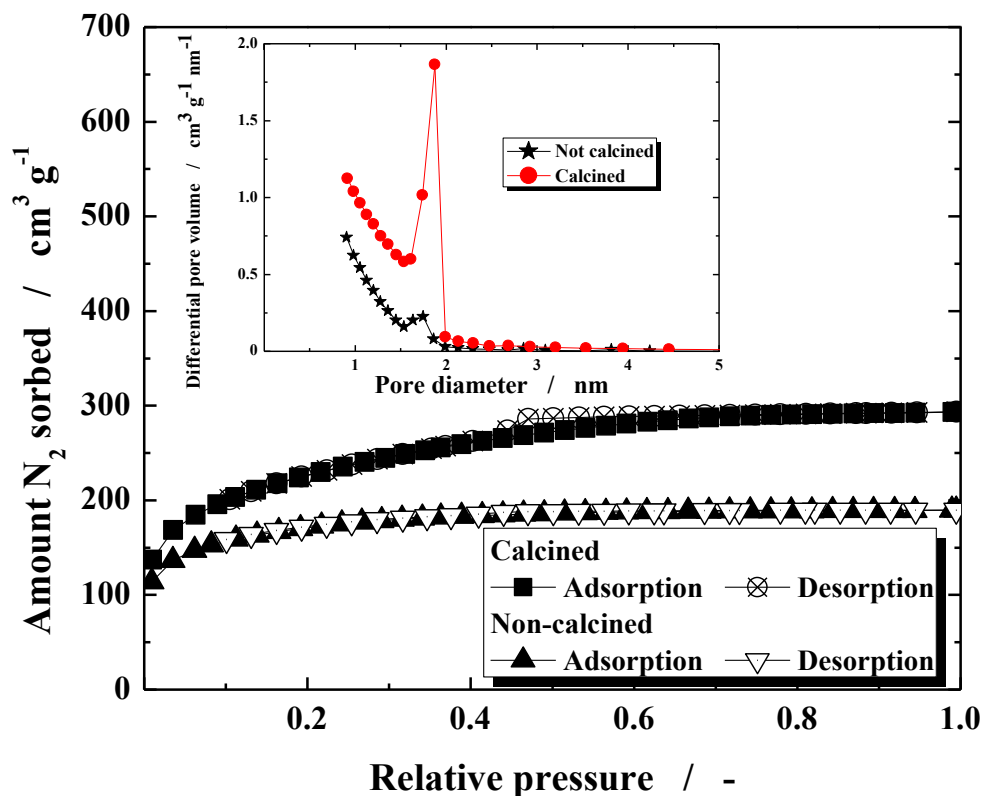 700
600
500
400
300
200
100
0
Amount N₂ sorbed / cm³ g⁻¹
0.2 0.4 0.6 0.8 1.0
Relative pressure / -
2.0
1.5
1.0
0.5
0
Differential pore volume / cm³ g⁻¹ nm⁻¹
1 2 3 4 5
Pore diameter / nm
Not calcined
Calcined
Calcined
Adsorption Desorption
Non-calcined
Adsorption Desorption